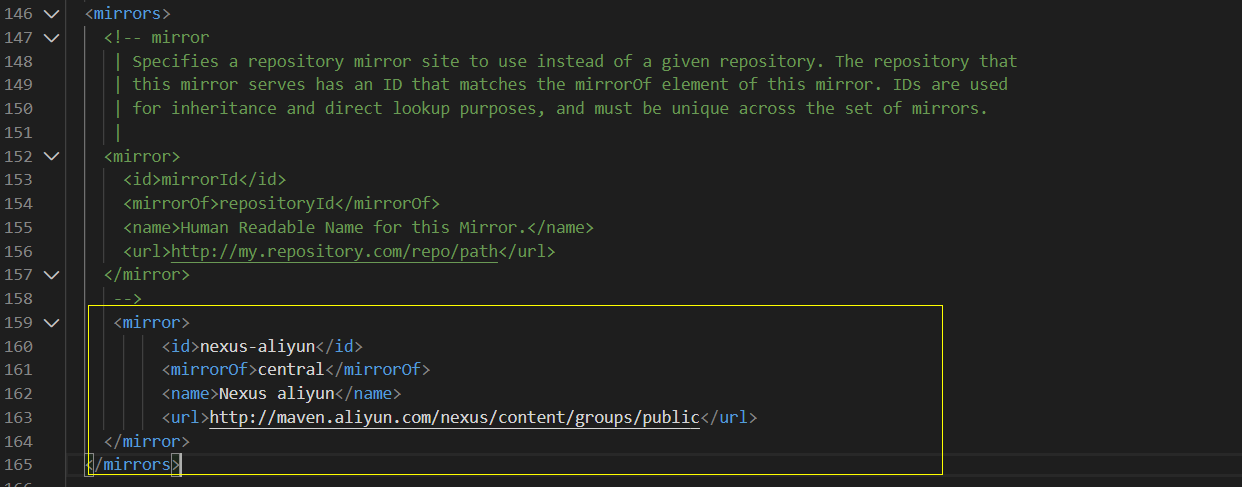 146 <mirrors>
147 <!-- mirror
148 | Specifies a repository mirror site to use instead of a given repository. The repository that
149 | this mirror serves has an ID that matches the mirrorOf element of this mirror. IDs are used
150 | for inheritance and direct lookup purposes, and must be unique across the set of mirrors.
151 |
152 <mirror>
153 <id>mirrorId</id>
154 <mirrorOf>repositoryId</mirrorOf>
155 <name>Human Readable Name for this Mirror.</name>
156 <url>http://my.repository.com/repo/path</url>
157 </mirror>
158 -->
159 <mirror>
160 <id>nexus-aliyun</id>
161 <mirrorOf>central</mirrorOf>
162 <name>Nexus aliyun</name>
163 <url>http://maven.aliyun.com/nexus/content/groups/public</url>
164 </mirror>
165 </mirrors>